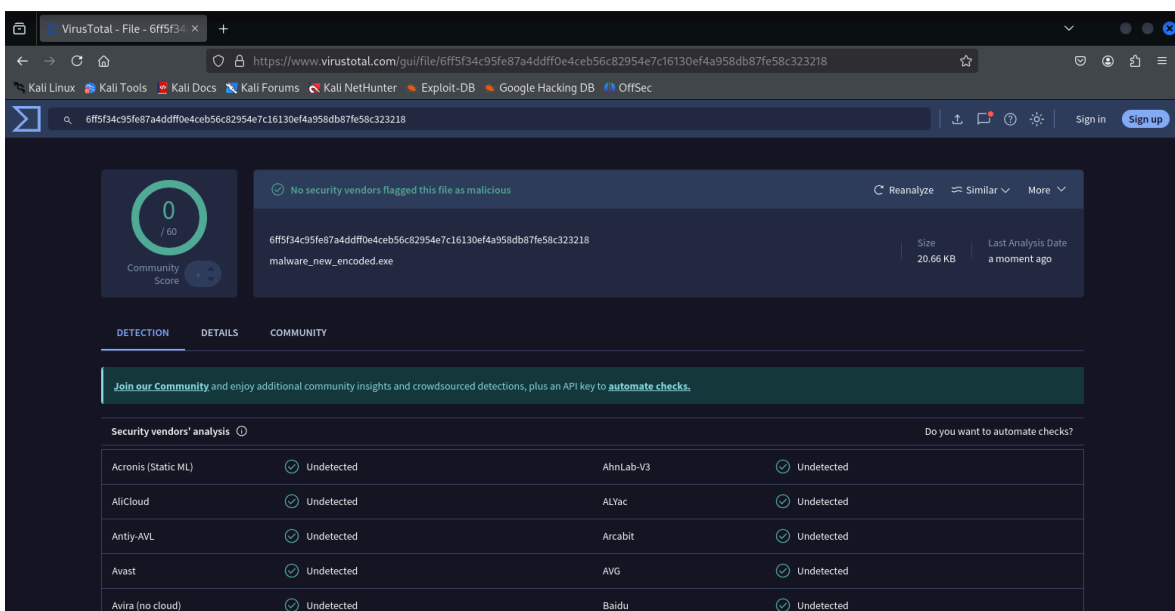 VirusTotal - File - 6ff5f34
https://www.virustotal.com/gui/file/6ff5f34c95fe87a4ddff0e4ceb56c82954e7c16130ef4a958db87fe58c323218
Kali Linux Kali Tools Kali Docs Kali Forums Kali NetHunter Exploit-DB Google Hacking DB OffSec
6ff5f34c95fe87a4ddff0e4ceb56c82954e7c16130ef4a958db87fe58c323218 Sign in Sign up
0
/ 60
Community
Score
No security vendors flagged this file as malicious Reanalyze Similar More
6ff5f34c95fe87a4ddff0e4ceb56c82954e7c16130ef4a958db87fe58c323218
malware_new_encoded.exe
Size
20.66 KB
Last Analysis Date
a moment ago
DETECTION DETAILS COMMUNITY
Join our Community and enjoy additional community insights and crowdsourced detections, plus an API key to automate checks.
Security vendors' analysis Do you want to automate checks?
Acronis (Static ML) Undetected AhnLab-V3 Undetected
AliCloud Undetected ALYac Undetected
Antiy-AVL Undetected Arcabit Undetected
Avast Undetected AVG Undetected
Avira (no cloud) Undetected Baidu Undetected